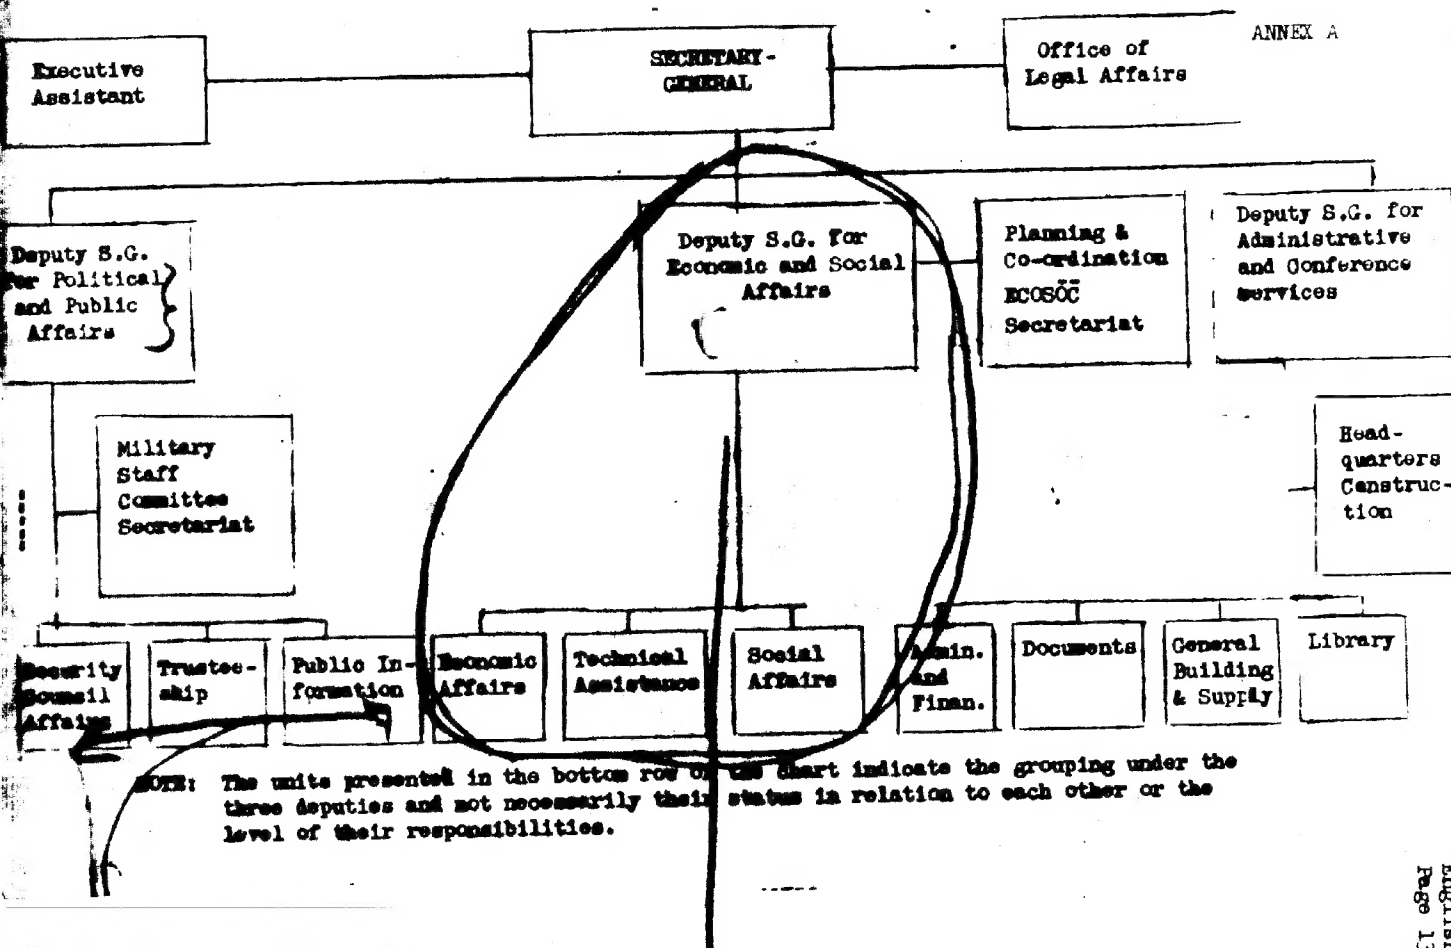 ANNEX A
Executive
Assistant
SECRETARY-
GENERAL
Office of
Legal Affairs
Deputy S.G.
for Political
and Public
Affairs
Deputy S.G. for
Economic and Social
Affairs
Planning &
Co-ordination
ECOSOC
Secretariat
Deputy S.G. for
Administrative
and Conference
services
Military
Staff
Committee
Secretariat
Head-
quarters
Canstruc-
tion
Security
Council
Affairs
Trustee-
ship
Public In-
formation
Economic
Affairs
Technical
Assistance
Social
Affairs
Admin.
and
Finan.
Documents
General
Building
& Supply
Library
NOTE: The units presented in the bottom row of the chart indicate the grouping under the
three deputies and not necessarily their status in relation to each other or the
level of their responsibilities.
Page